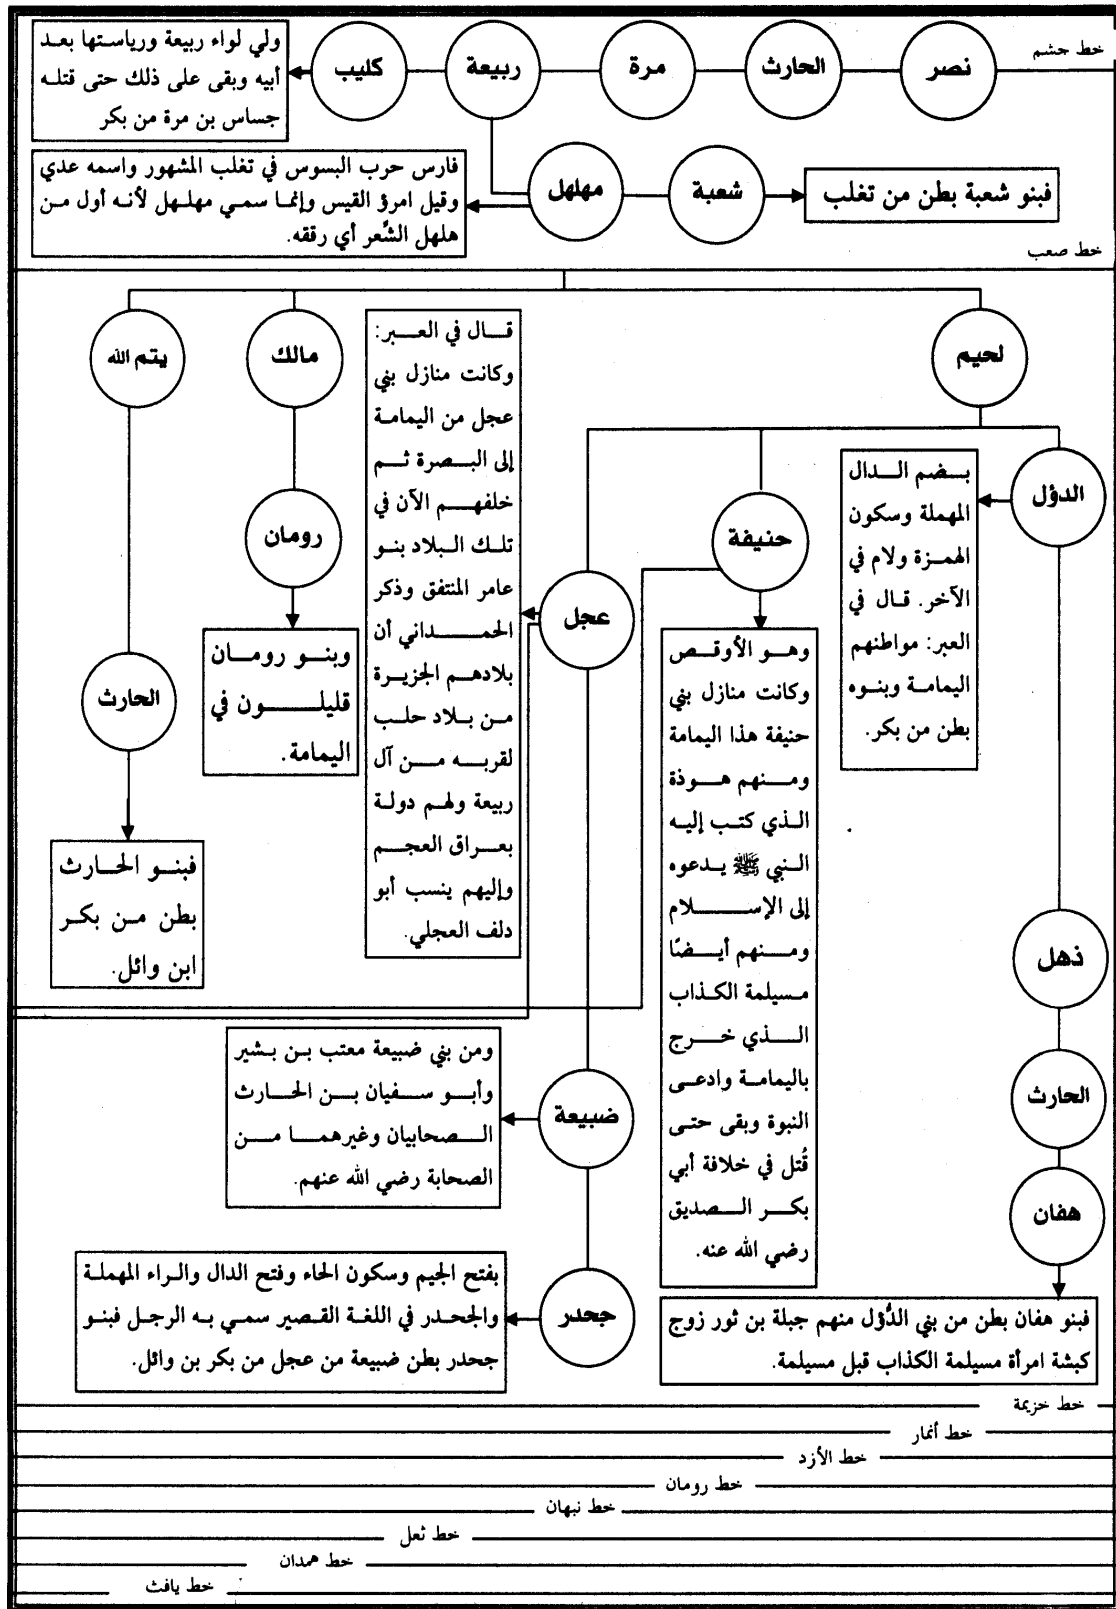 خط جشم
نصر
الحارث
مرة
ربيعة
كليب
ولي لواء ربيعة ورياستها بعد
أبيه وبقى على ذلك حتى قتله
جساس بن مرة من بكر
مهلهل
شعبة
فبنو شعبة بطن من تغلب
فارس حرب البسوس في تغلب المشهور واسمه عدي
وقيل امرؤ القيس وإنما سمي مهلهل لأنه أول من
هلهل الشِّعر أي رققه.
خط صعب
لحيم
مالك
يتم الله
الدؤل
بضم الدال
المهملة وسكون
الهمزة ولام في
الآخر. قال في
العبر: مواطنهم
اليمامة وبنوه
بطن من بكر.
حنيفة
وهو الأوقص
وكانت منازل بني
حنيفة هذا اليمامة
ومنهم هوذة
الذي كتب إليه
النبي ﷺ يدعوه
إلى الإسلام
ومنهم أيضًا
مسيلمة الكذاب
الذي خرج
باليمامة وادعى
النبوة وبقى حتى
قُتل في خلافة أبي
بكر الصديق
رضي الله عنه.
عجل
قال في العبر:
وكانت منازل بني
عجل من اليمامة
إلى البصرة ثم
خلفهم الآن في
تلك البلاد بنو
عامر المنتفق وذكر
الحمداني أن
بلادهم الجزيرة
من بلاد حلب
لقربه من آل
ربيعة ولهم دولة
بعراق العجم
وإليهم ينسب أبو
دلف العجلي.
رومان
وبنو رومان
قليلون في
اليمامة.
الحارث
فبنو الحارث
بطن من بكر
ابن وائل.
ذهل
الحارث
هفان
فبنو هفان بطن من بني الدُّؤل منهم جبلة بن ثور زوج
كبشة امرأة مسيلمة الكذاب قبل مسيلمة.
ضبيعة
ومن بني ضبيعة معتب بن بشير
وأبو سفيان بن الحارث
الصحابيان وغيرهما من
الصحابة رضي الله عنهم.
جحدر
بفتح الجيم وسكون الحاء وفتح الدال والراء المهملة
والجحدر في اللغة القصير سمي به الرجل فبنو
جحدر بطن ضبيعة من عجل من بكر بن وائل.
خط خزيمة
خط أنمار
خط الأزد
خط رومان
خط نبهان
خط ثعل
خط همدان
خط يافث